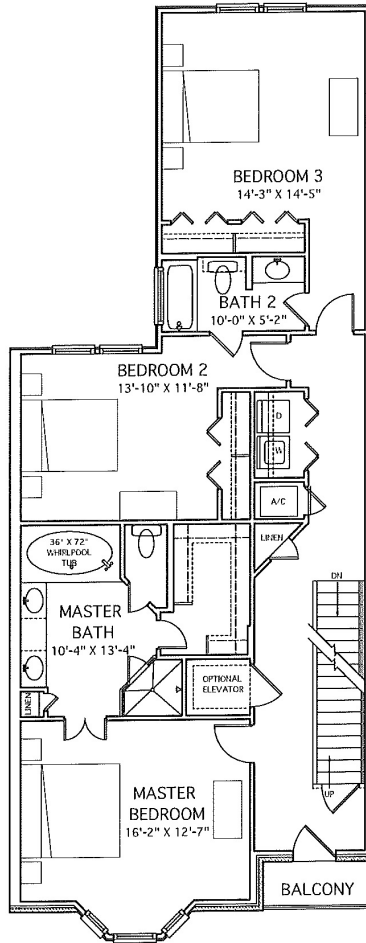 BEDROOM 3
14'-3" X 14'-5"
BATH 2
10'-0" X 5'-2"
BEDROOM 2
13'-10" X 11'-8"
D
W
A/C
LINEN
36" X 72"
WHIRLPOOL
TUB
MASTER
BATH
10'-4" X 13'-4"
DN
OPTIONAL
ELEVATOR
LINEN
MASTER
BEDROOM
16'-2" X 12'-7"
UP
BALCONY